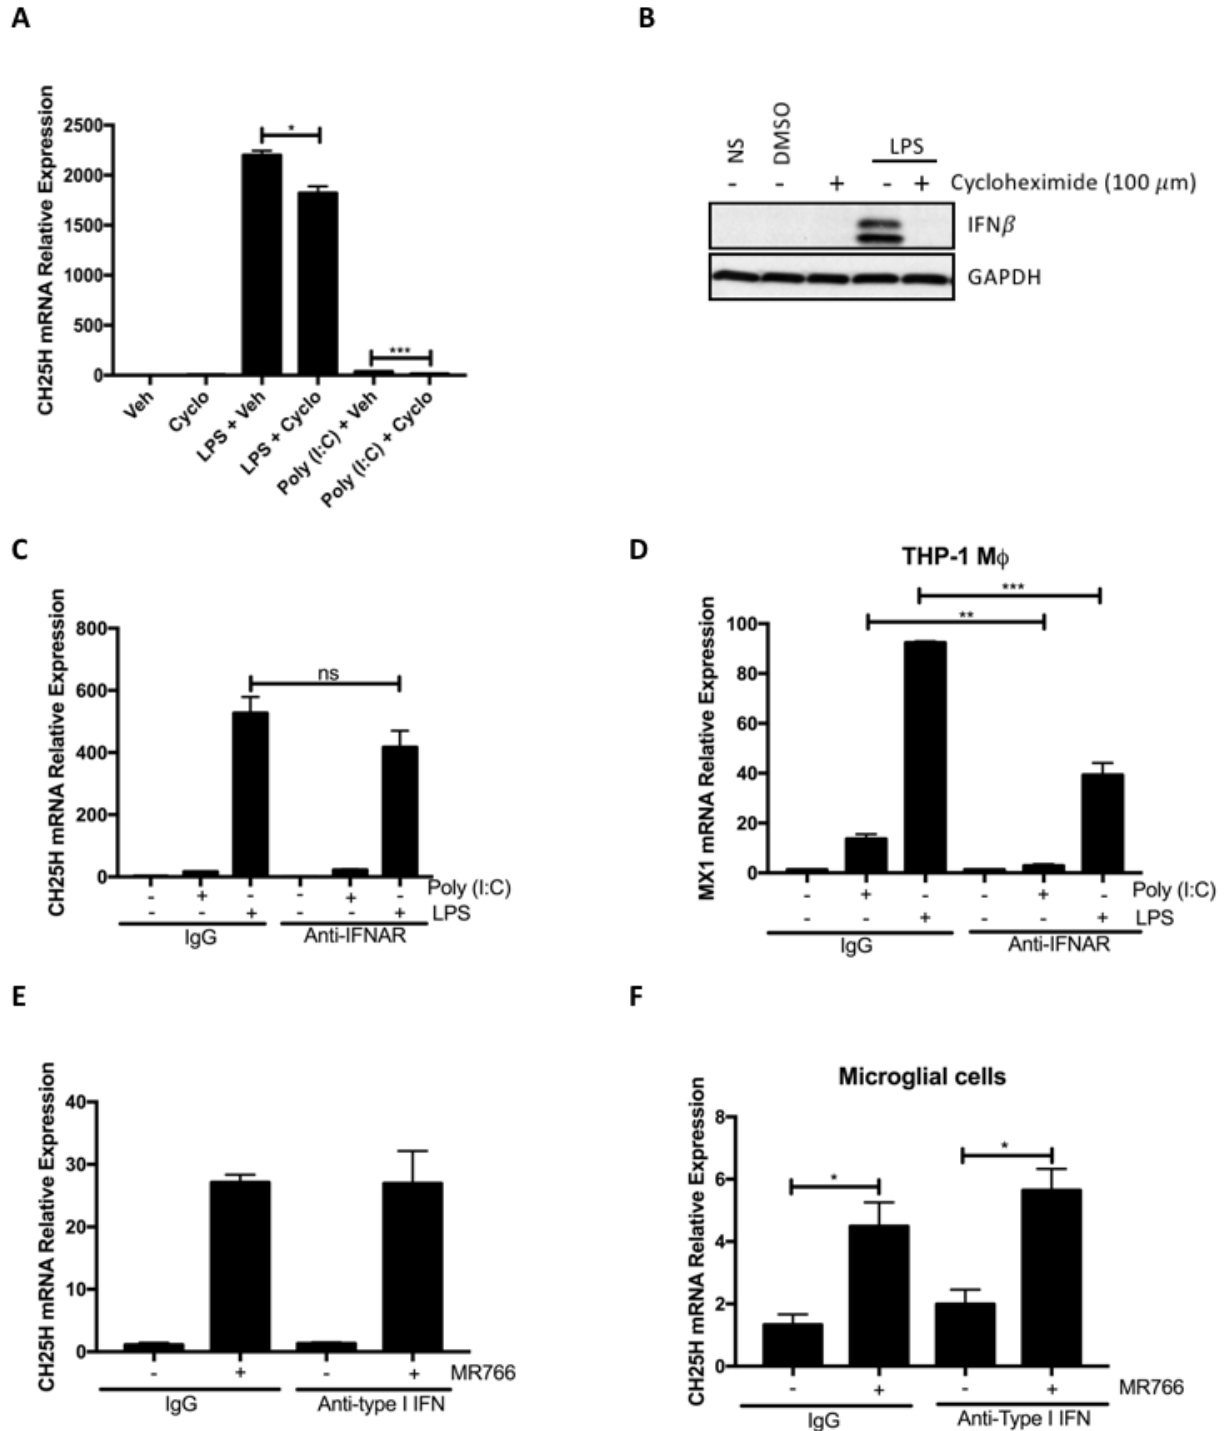 A
CH25H mRNA Relative Expression
2500
2000
1500
1000
500
0
*
***
Veh
Cyclo
LPS + Veh
LPS + Cyclo
Poly (I:C) + Veh
Poly (I:C) + Cyclo
B
NS
DMSO
LPS
- - + - + Cycloheximide (100 μm)
IFNβ
GAPDH
C
CH25H mRNA Relative Expression
800
600
400
200
0
ns
- + - - + - Poly (I:C)
- - + - - + LPS
IgG Anti-IFNAR
D
THP-1 Mϕ
MX1 mRNA Relative Expression
100
80
60
40
20
0
***
**
- + - - + - Poly (I:C)
- - + - - + LPS
IgG Anti-IFNAR
E
CH25H mRNA Relative Expression
40
30
20
10
0
- + - + MR766
IgG Anti-type I IFN
F
Microglial cells
CH25H mRNA Relative Expression
8
6
4
2
0
*
*
- + - + MR766
IgG Anti-Type I IFN